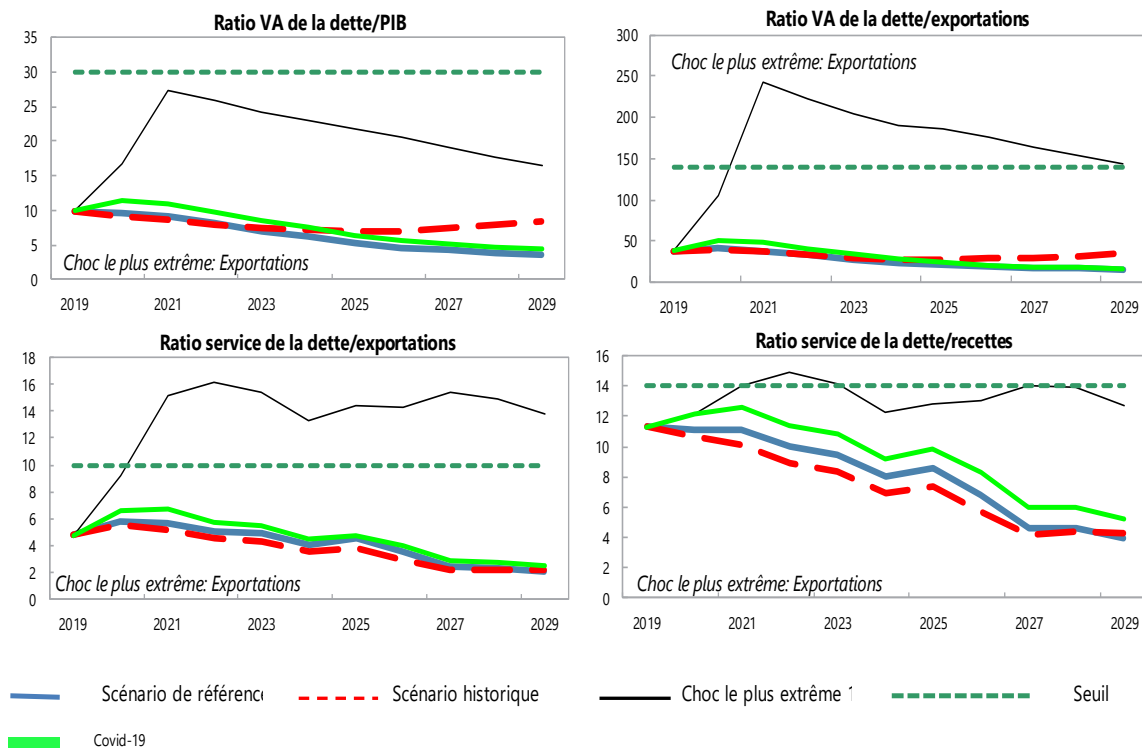 Ratio VA de la dette/PIB
35
30
25
20
15
10
5
0
Choc le plus extrême: Exportations
2019 2021 2023 2025 2027 2029
Ratio VA de la dette/exportations
300
250
200
150
100
50
0
Choc le plus extrême: Exportations
2019 2021 2023 2025 2027 2029
Ratio service de la dette/exportations
18
16
14
12
10
8
6
4
2
0
Choc le plus extrême: Exportations
2019 2021 2023 2025 2027 2029
Ratio service de la dette/recettes
16
14
12
10
8
6
4
2
0
Choc le plus extrême: Exportations
2019 2021 2023 2025 2027 2029
Scénario de référence
Scénario historique
Choc le plus extrême 1
Seuil
Covid-19